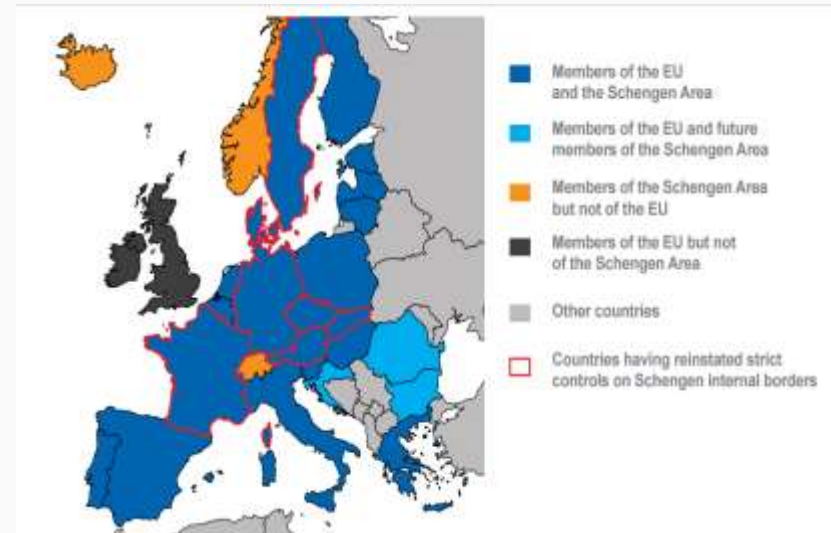 Members of the EU
and the Schengen Area
Members of the EU and future
members of the Schengen Area
Members of the Schengen Area
but not of the EU
Members of the EU but not
of the Schengen Area
Other countries
Countries having reinstated strict
controls on Schengen internal borders